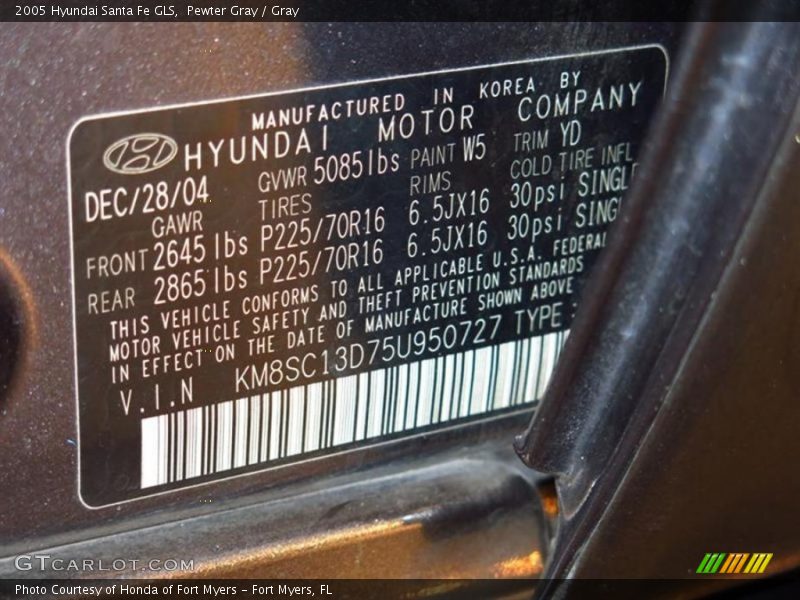 2005 Hyundai Santa Fe GLS, Pewter Gray / Gray
MANUFACTURED IN KOREA BY
HYUNDAI MOTOR COMPANY
DEC/28/04 GVWR 5085lbs PAINT W5 TRIM YD
GAWR TIRES RIMS COLD TIRE INFL
FRONT 2645lbs P225/70R16 6.5JX16 30psi SINGLE
REAR 2865lbs P225/70R16 6.5JX16 30psi SING
THIS VEHICLE CONFORMS TO ALL APPLICABLE U.S.A. FEDERAL
MOTOR VEHICLE SAFETY AND THEFT PREVENTION STANDARDS
IN EFFECT ON THE DATE OF MANUFACTURE SHOWN ABOVE
V.I.N KM8SC13D75U950727 TYPE:
GTCARLOT.COM
Photo Courtesy of Honda of Fort Myers - Fort Myers, FL